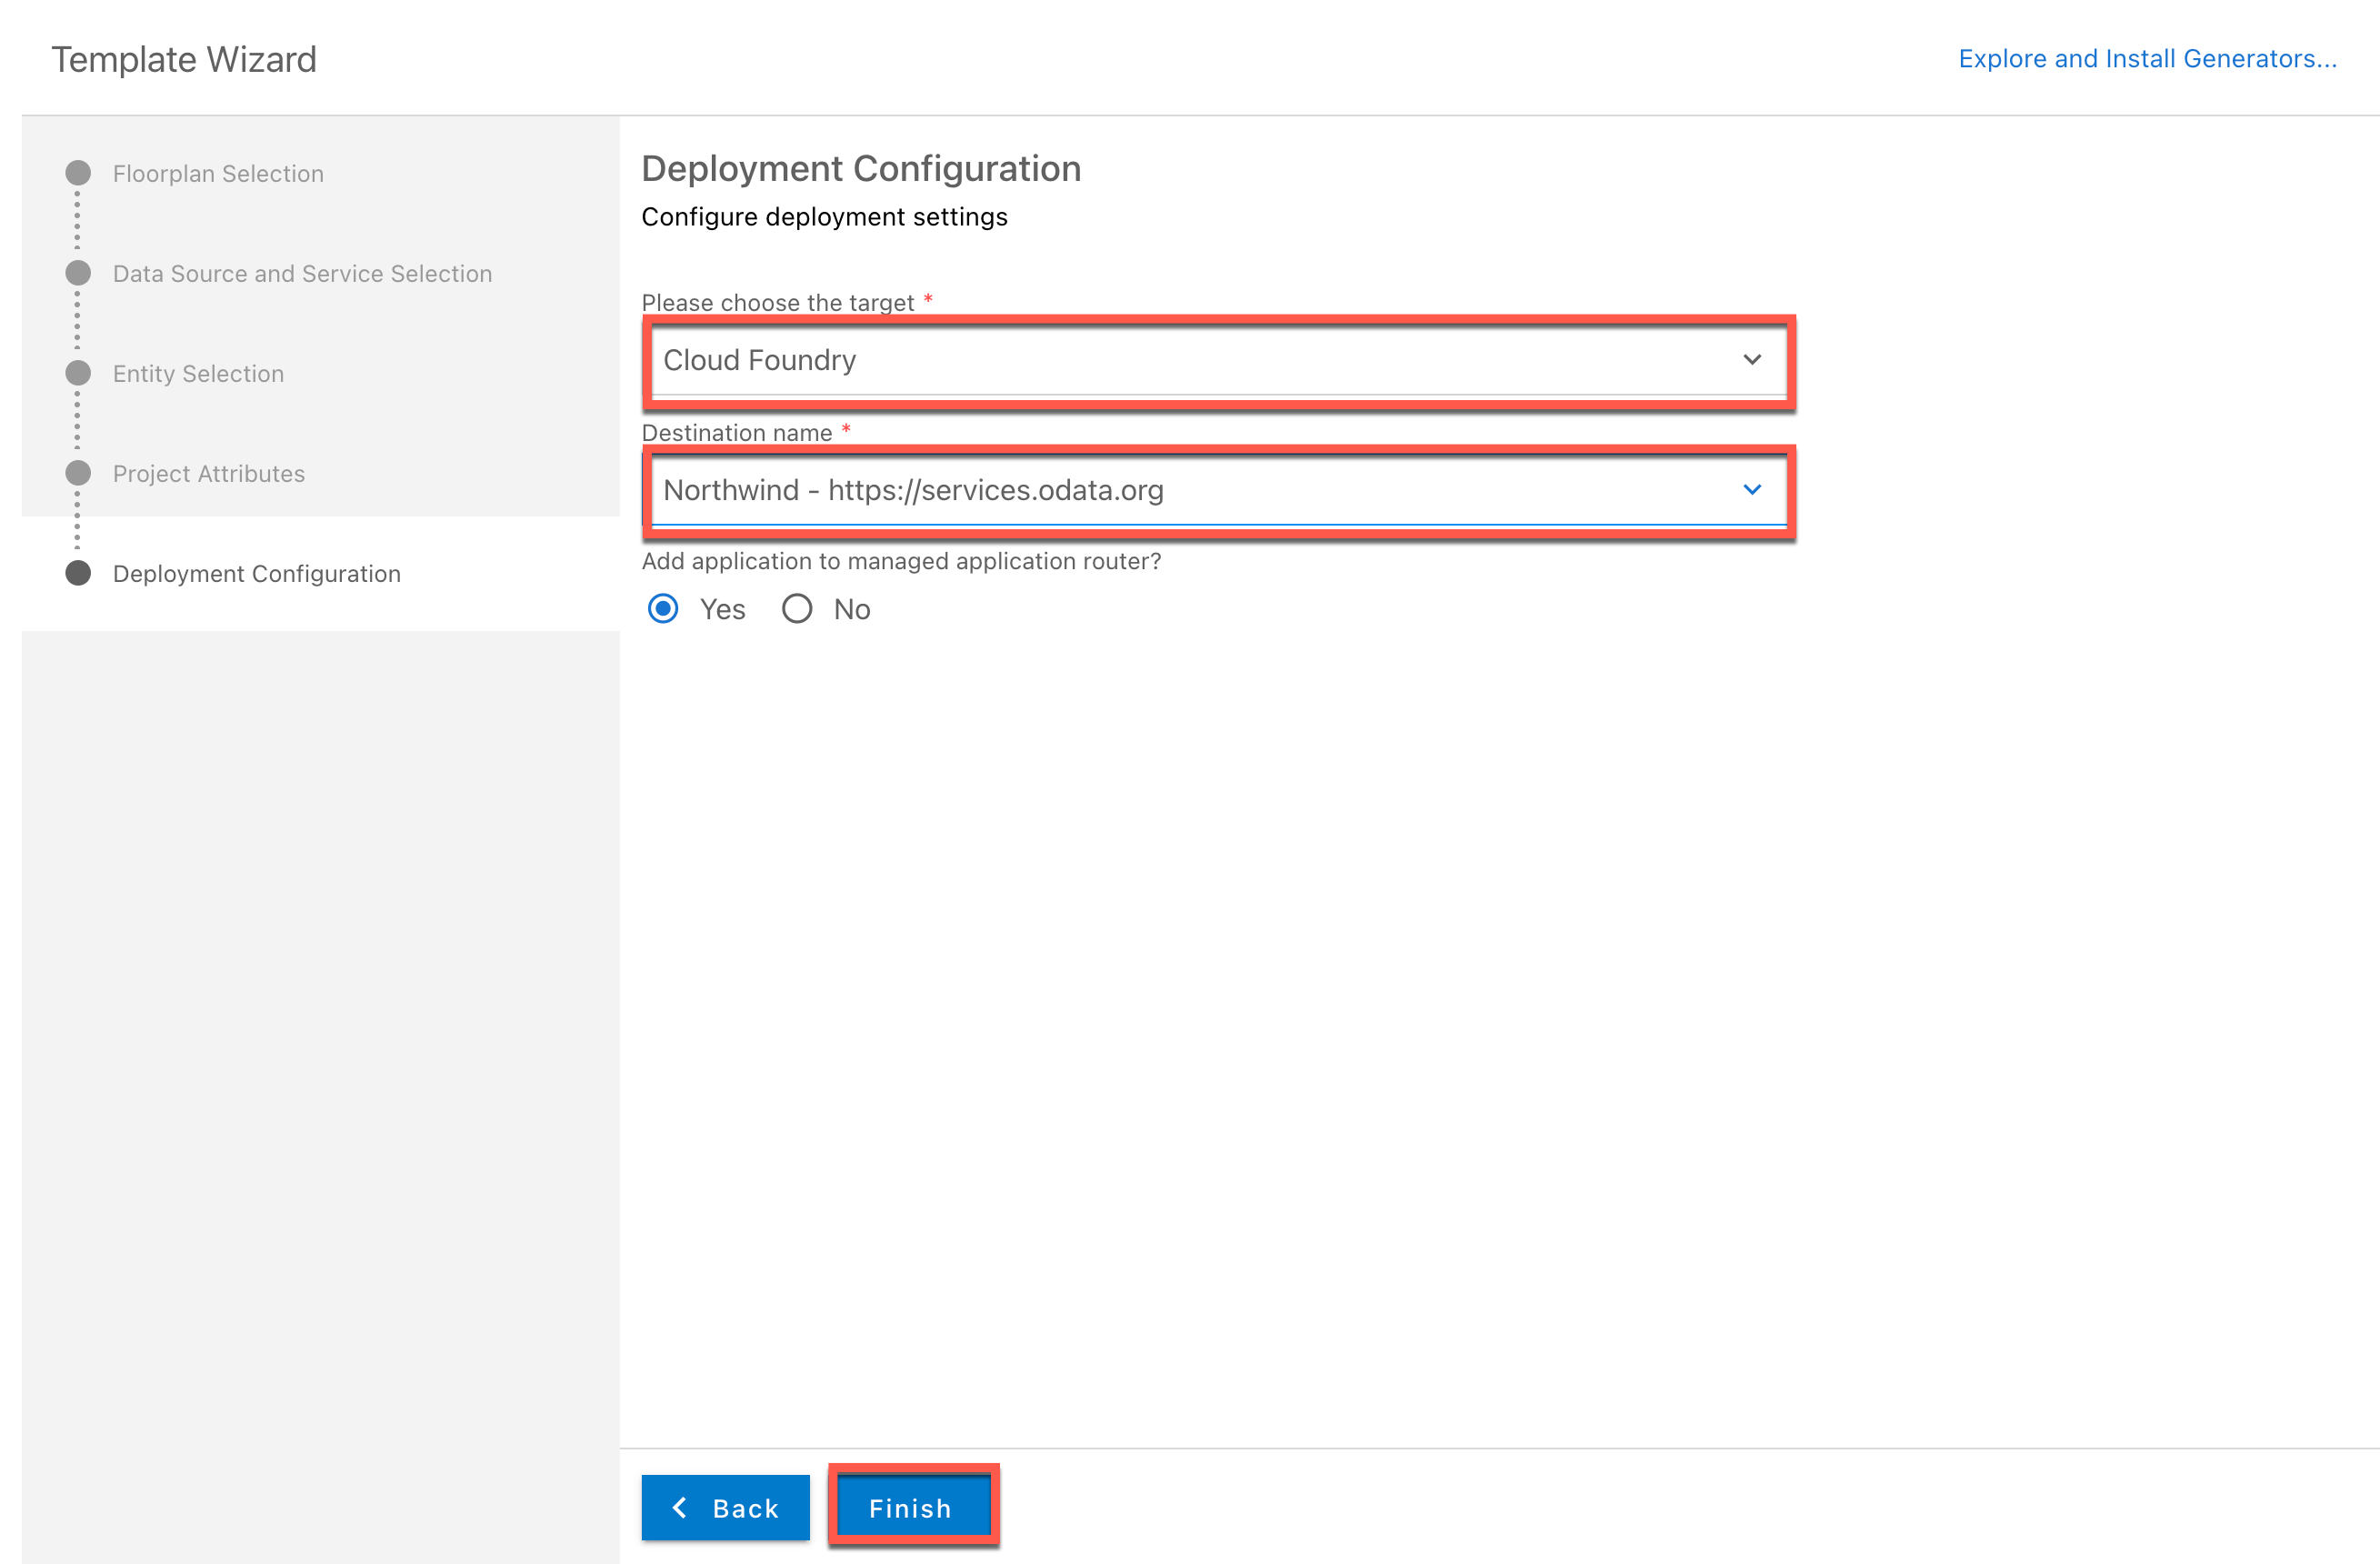 Template Wizard
Explore and Install Generators...
Floorplan Selection
Data Source and Service Selection
Entity Selection
Project Attributes
Deployment Configuration
Deployment Configuration
Configure deployment settings
Please choose the target *
Cloud Foundry
Destination name *
Northwind - https://services.odata.org
Add application to managed application router?
Yes No
Back Finish